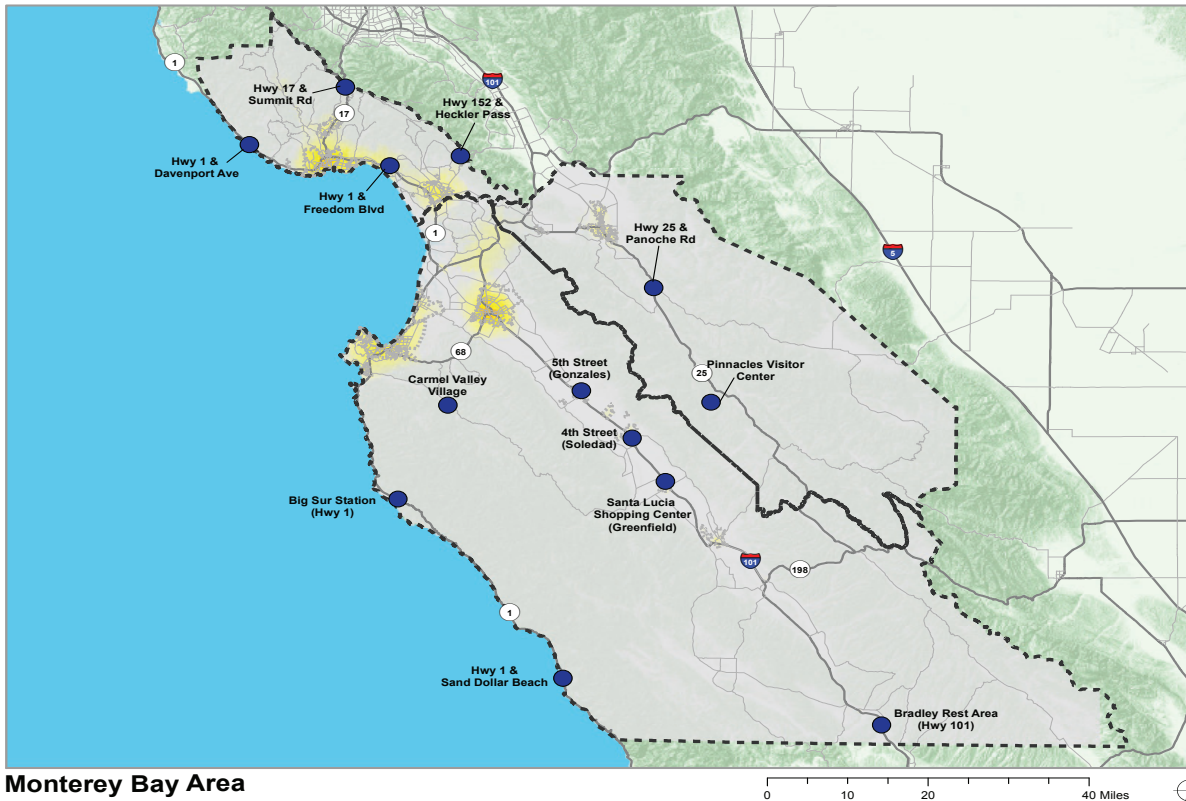 1
Hwy 17 &
Summit Rd
101
17
Hwy 152 &
Heckler Pass
Hwy 1 &
Davenport Ave
Hwy 1 &
Freedom Blvd
1
Hwy 25 &
Panoche Rd
5
68
5th Street
(Gonzales)
Carmel Valley
Village
25
Pinnacles Visitor
Center
4th Street
(Soledad)
Big Sur Station
(Hwy 1)
Santa Lucia
Shopping Center
(Greenfield)
101
198
1
Hwy 1 &
Sand Dollar Beach
Bradley Rest Area
(Hwy 101)
Monterey Bay Area
0 10 20 40 Miles